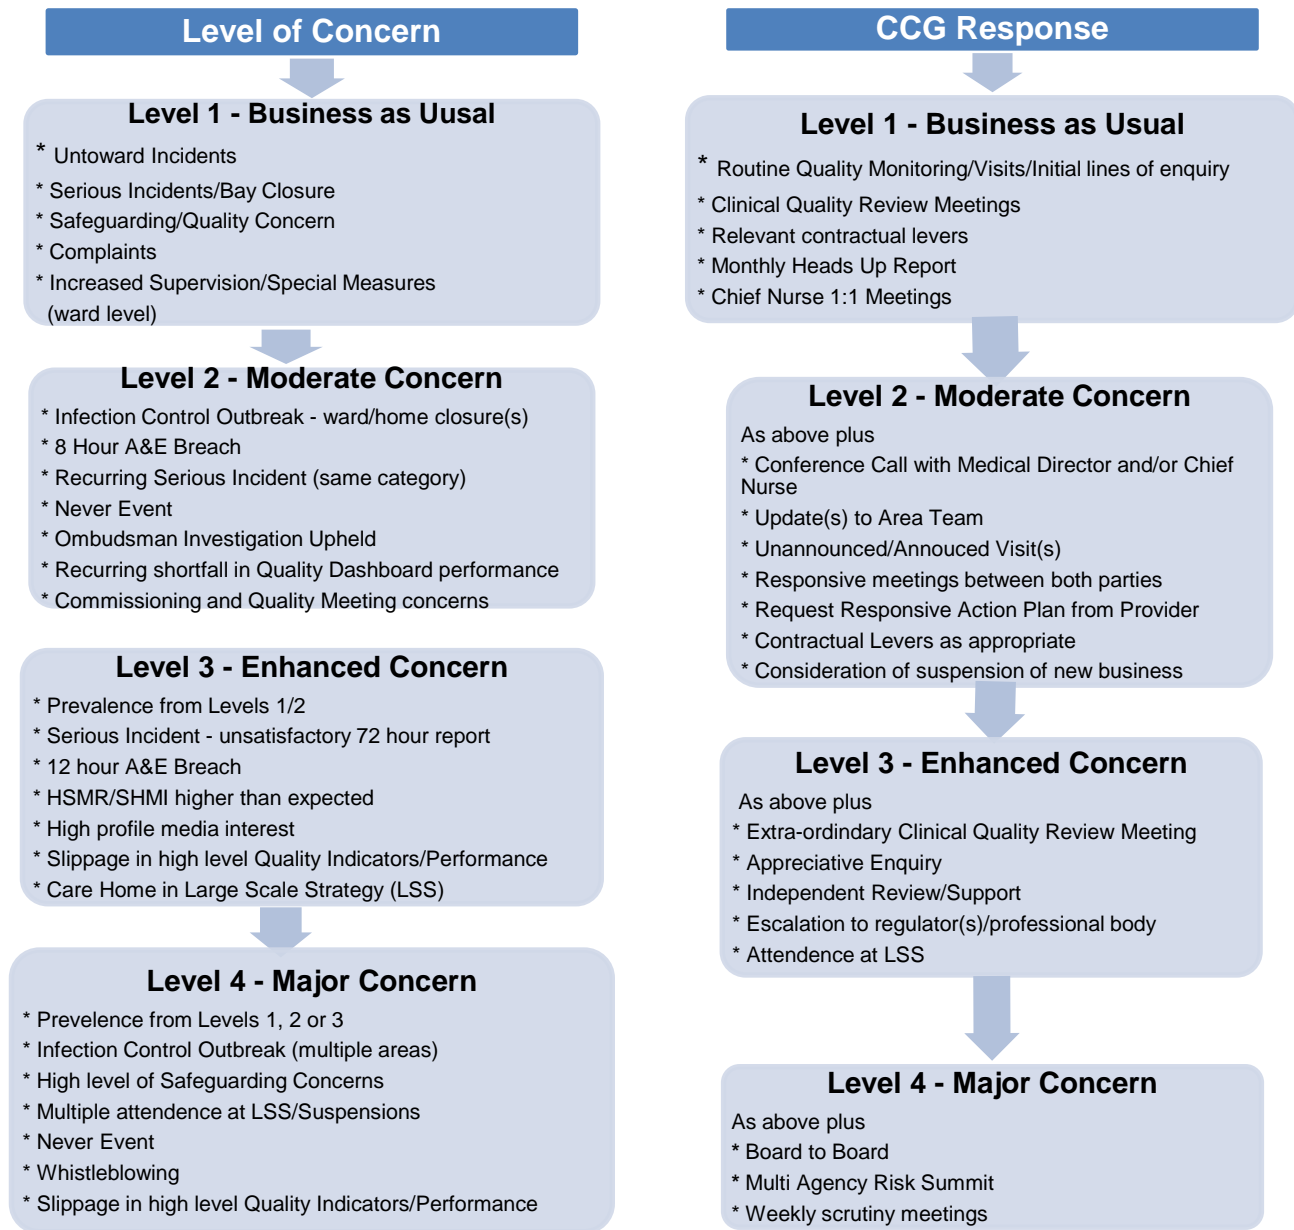 Level of Concern
Level 1 - Business as Uusal
* Untoward Incidents
* Serious Incidents/Bay Closure
* Safeguarding/Quality Concern
* Complaints
* Increased Supervision/Special Measures
(ward level)
Level 2 - Moderate Concern
* Infection Control Outbreak - ward/home closure(s)
* 8 Hour A&E Breach
* Recurring Serious Incident (same category)
* Never Event
* Ombudsman Investigation Upheld
* Recurring shortfall in Quality Dashboard performance
* Commissioning and Quality Meeting concerns
Level 3 - Enhanced Concern
* Prevalence from Levels 1/2
* Serious Incident - unsatisfactory 72 hour report
* 12 hour A&E Breach
* HSMR/SHMI higher than expected
* High profile media interest
* Slippage in high level Quality Indicators/Performance
* Care Home in Large Scale Strategy (LSS)
Level 4 - Major Concern
* Prevelence from Levels 1, 2 or 3
* Infection Control Outbreak (multiple areas)
* High level of Safeguarding Concerns
* Multiple attendence at LSS/Suspensions
* Never Event
* Whistleblowing
* Slippage in high level Quality Indicators/Performance
CCG Response
Level 1 - Business as Usual
* Routine Quality Monitoring/Visits/Initial lines of enquiry
* Clinical Quality Review Meetings
* Relevant contractual levers
* Monthly Heads Up Report
* Chief Nurse 1:1 Meetings
Level 2 - Moderate Concern
As above plus
* Conference Call with Medical Director and/or Chief
Nurse
* Update(s) to Area Team
* Unannounced/Annouced Visit(s)
* Responsive meetings between both parties
* Request Responsive Action Plan from Provider
* Contractual Levers as appropriate
* Consideration of suspension of new business
Level 3 - Enhanced Concern
As above plus
* Extra-ordindary Clinical Quality Review Meeting
* Appreciative Enquiry
* Independent Review/Support
* Escalation to regulator(s)/professional body
* Attendence at LSS
Level 4 - Major Concern
As above plus
* Board to Board
* Multi Agency Risk Summit
* Weekly scrutiny meetings